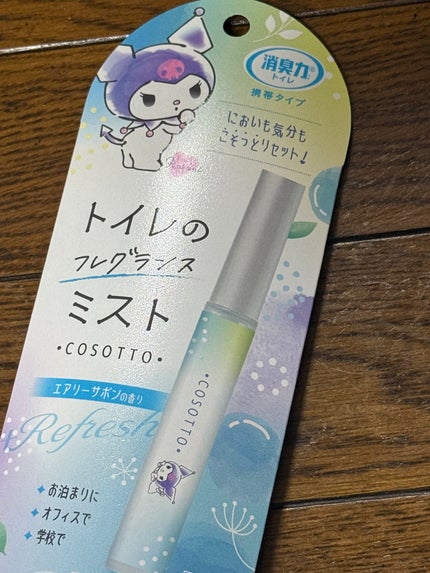 消臭力®
トイレ
携帯タイプ
においも気分も
こそっとリセット!
トイレの
フレグランス
ミスト
・COSOTTO・
エアリーサボンの香り
Refresh
お泊まりに
オフィスで
学校で
・COSOTTO・